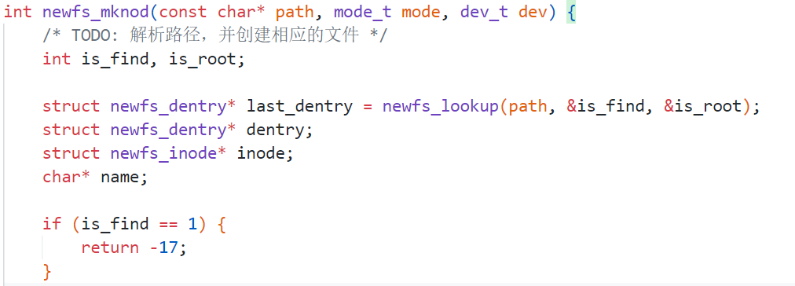 int newfs_mknod(const char* path, mode_t mode, dev_t dev) {
/* TODO: 解析路径，并创建相应的文件 */
int is_find, is_root;
struct newfs_dentry* last_dentry = newfs_lookup(path, &is_find, &is_root);
struct newfs_dentry* dentry;
struct newfs_inode* inode;
char* name;
if (is_find == 1) {
return -17;
}